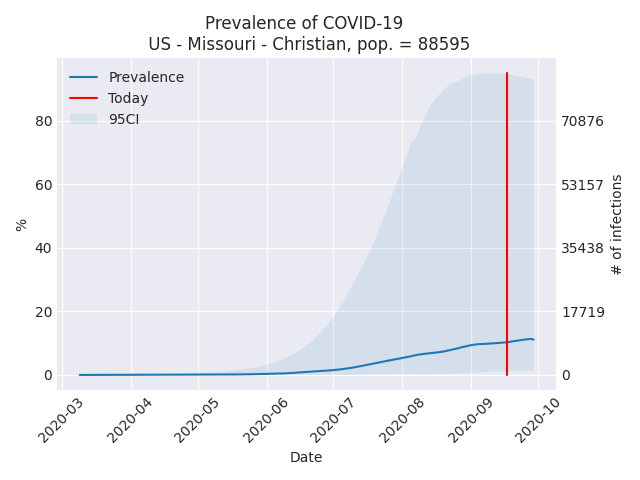 Prevalence of COVID-19
US - Missouri - Christian, pop. = 88595
Prevalence
Today
95CI
80
60
40
20
0
%
70876
53157
35438
17719
0
# of infections
2020-03
2020-04
2020-05
2020-06
2020-07
2020-08
2020-09
2020-10
Date